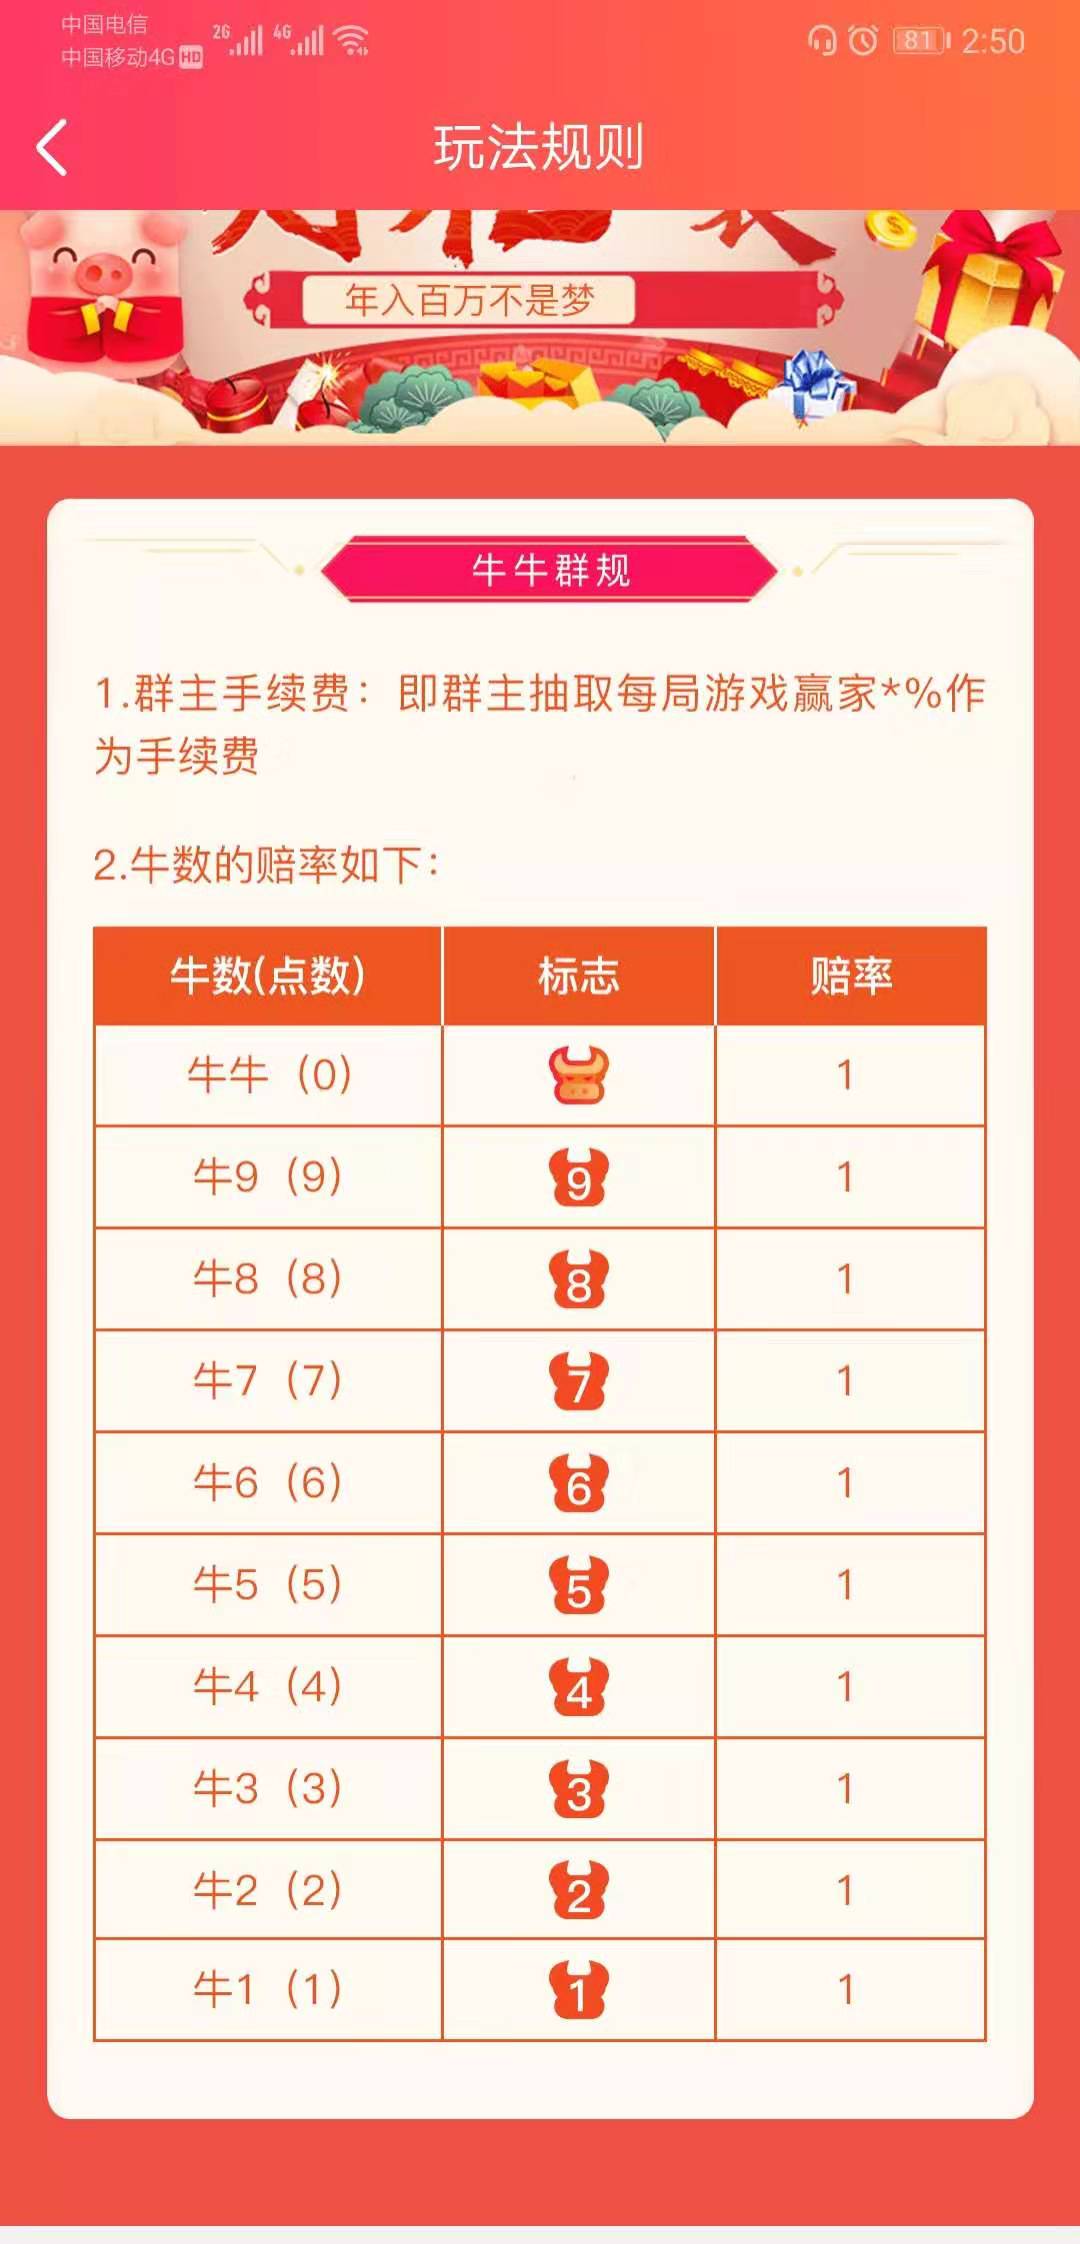 中国电信
中国移动4G HD
2G 4G
81 2:50
玩法规则
年入百万不是梦
牛牛群规
1.群主手续费：即群主抽取每局游戏赢家*%作
为手续费
2.牛数的赔率如下：
牛数(点数) 标志 赔率
牛牛（0） 1
牛9（9） 9 1
牛8（8） 8 1
牛7（7） 7 1
牛6（6） 6 1
牛5（5） 5 1
牛4（4） 4 1
牛3（3） 3 1
牛2（2） 2 1
牛1（1） 1 1